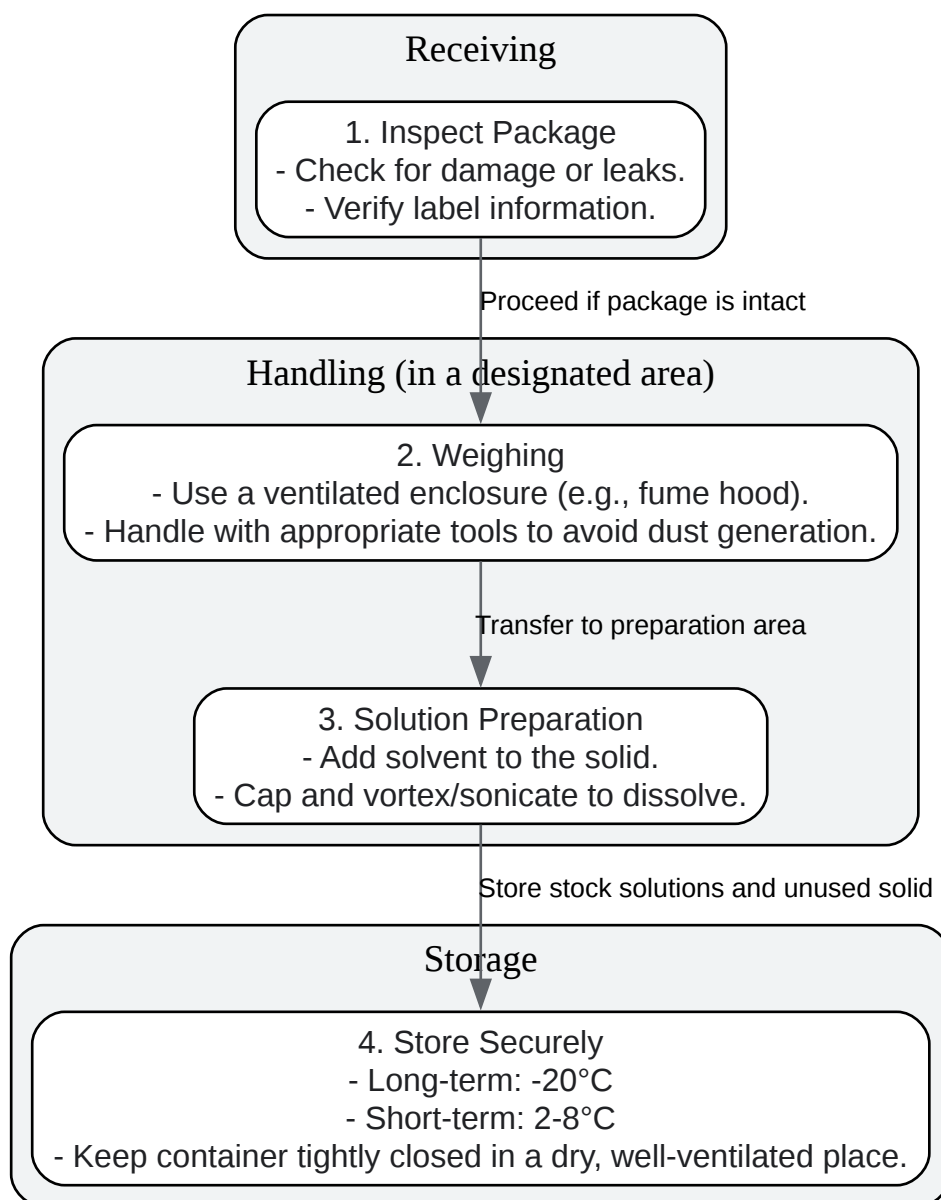 Receiving
1. Inspect Package
- Check for damage or leaks.
- Verify label information.
Proceed if package is intact
Handling (in a designated area)
2. Weighing
- Use a ventilated enclosure (e.g., fume hood).
- Handle with appropriate tools to avoid dust generation.
Transfer to preparation area
3. Solution Preparation
- Add solvent to the solid.
- Cap and vortex/sonicate to dissolve.
Store stock solutions and unused solid
Storage
4. Store Securely
- Long-term: -20°C
- Short-term: 2-8°C
- Keep container tightly closed in a dry, well-ventilated place.